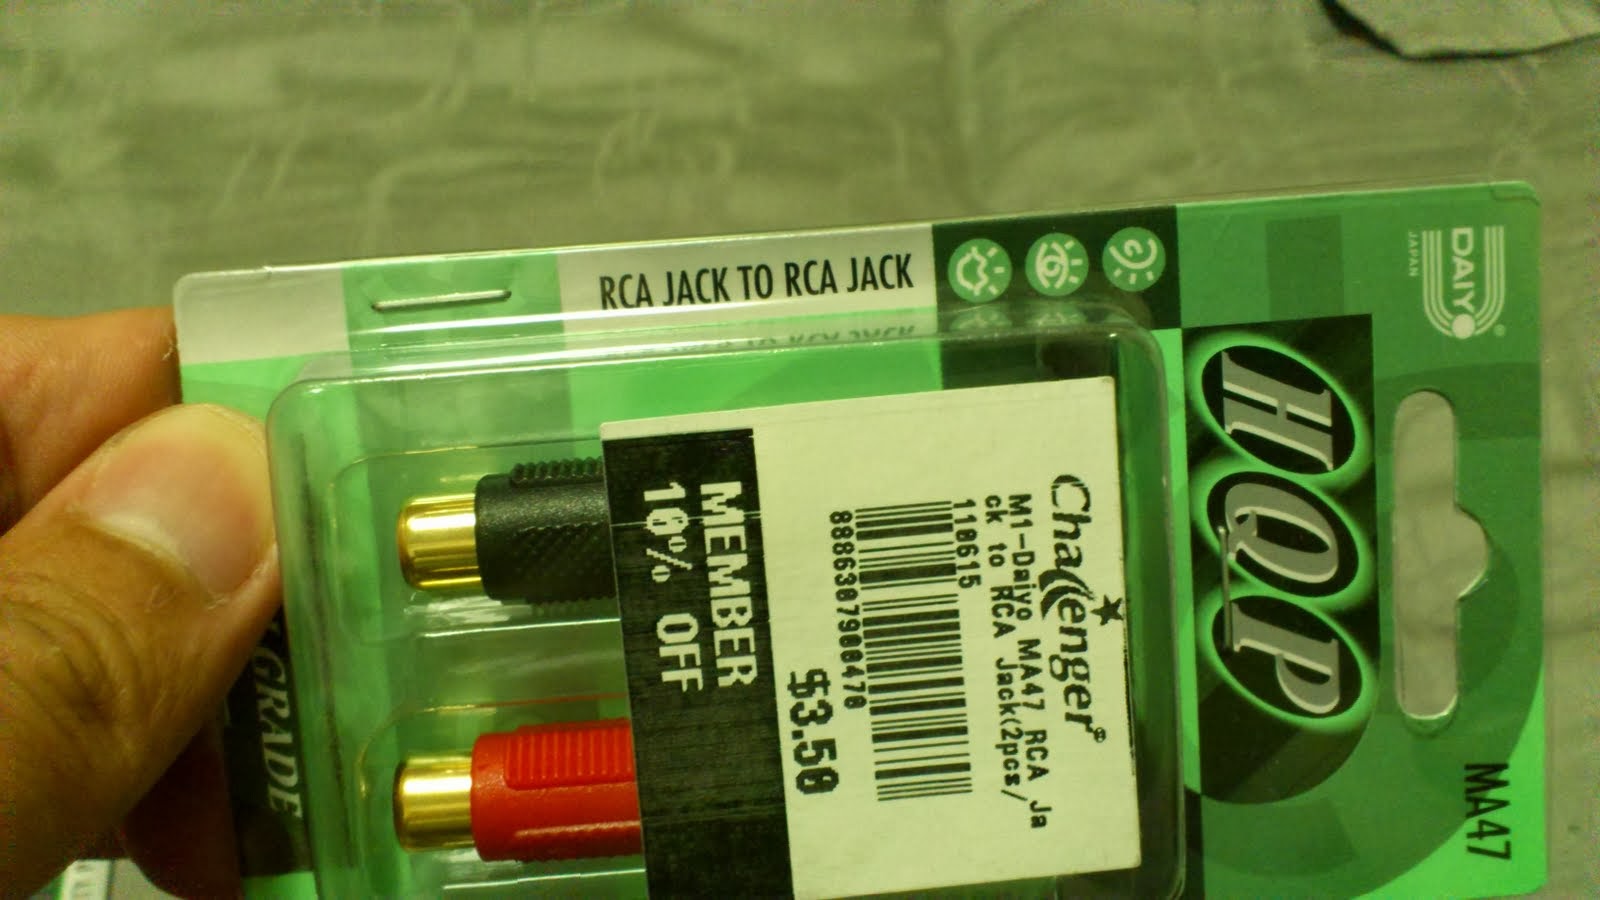 DAIYO
JAPAN
®
MA47
HQP
RCA JACK TO RCA JACK
Challenger®
M1-Daiyo MA47 RCA Ja
ck to RCA Jack(2pcs/
110615
$3.50
MEMBER
10% OFF
GRADE